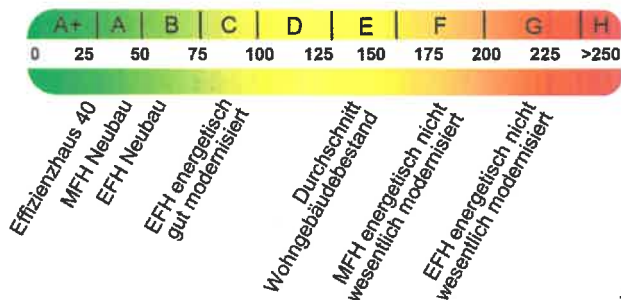 A+ A B C D E F G H
0 25 50 75 100 125 150 175 200 225 >250
Effizienzhaus 40
MFH Neubau
EFH Neubau
EFH energetisch
gut modernisiert
Durchschnitt
Wohngebäudebestand
MFH energetisch nicht
wesentlich modernisiert
EFH energetisch nicht
wesentlich modernisiert